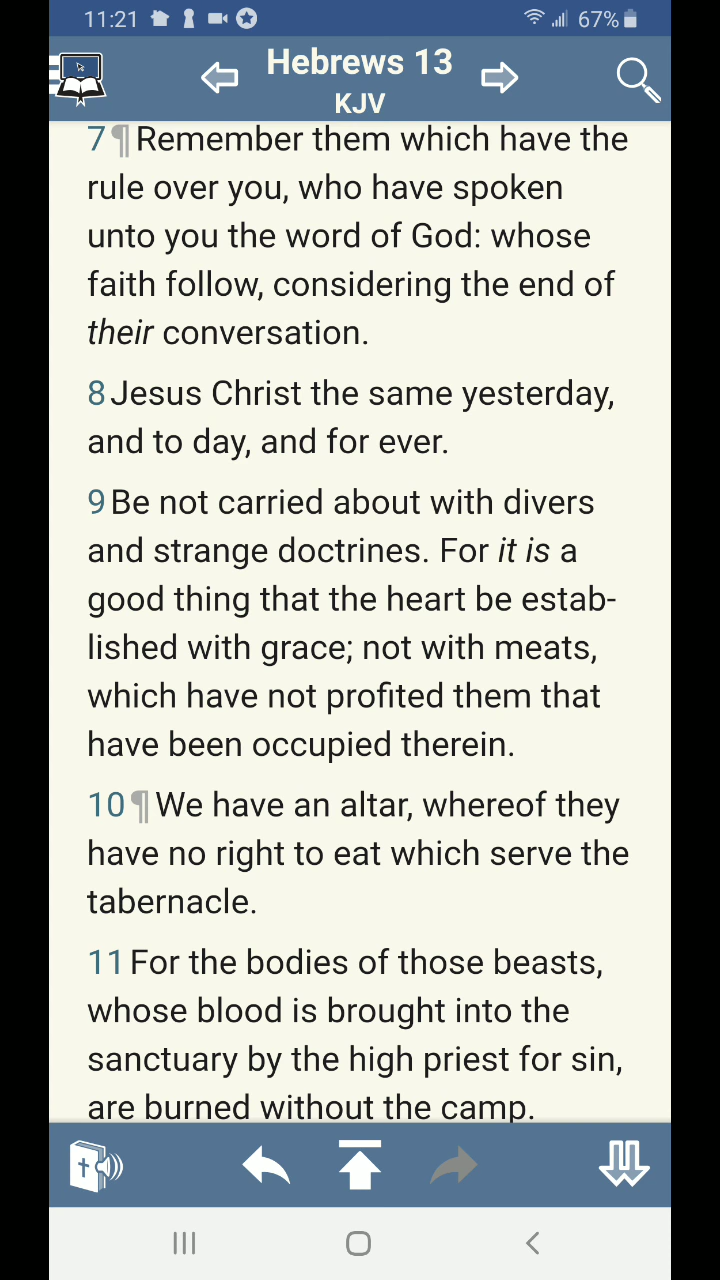 11:21 67%
Hebrews 13
KJV
7 ¶ Remember them which have the
rule over you, who have spoken
unto you the word of God: whose
faith follow, considering the end of
their conversation.
8 Jesus Christ the same yesterday,
and to day, and for ever.
9 Be not carried about with divers
and strange doctrines. For it is a
good thing that the heart be estab-
lished with grace; not with meats,
which have not profited them that
have been occupied therein.
10 ¶ We have an altar, whereof they
have no right to eat which serve the
tabernacle.
11 For the bodies of those beasts,
whose blood is brought into the
sanctuary by the high priest for sin,
are burned without the camp.